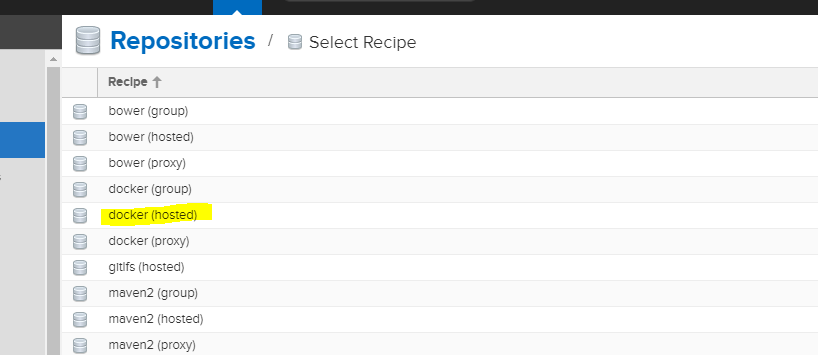 Repositories / Select Recipe
Recipe
bower (group)
bower (hosted)
bower (proxy)
docker (group)
docker (hosted)
docker (proxy)
gitlfs (hosted)
maven2 (group)
maven2 (hosted)
maven2 (proxy)